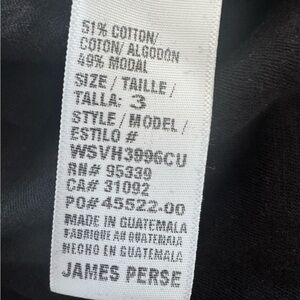 51% COTTON/
COTON/ ALGODÓN
49% MODAL
SIZE / TAILLE /
TALLA: 3
STYLE / MODEL /
ESTILO #
WSVH3996CU
RN# 95339
CA# 31092
PO# 45522-00
MADE IN GUATEMALA
FABRIQUE AU GUATEMALA
HECHO EN GUATEMALA
JAMES PERSE